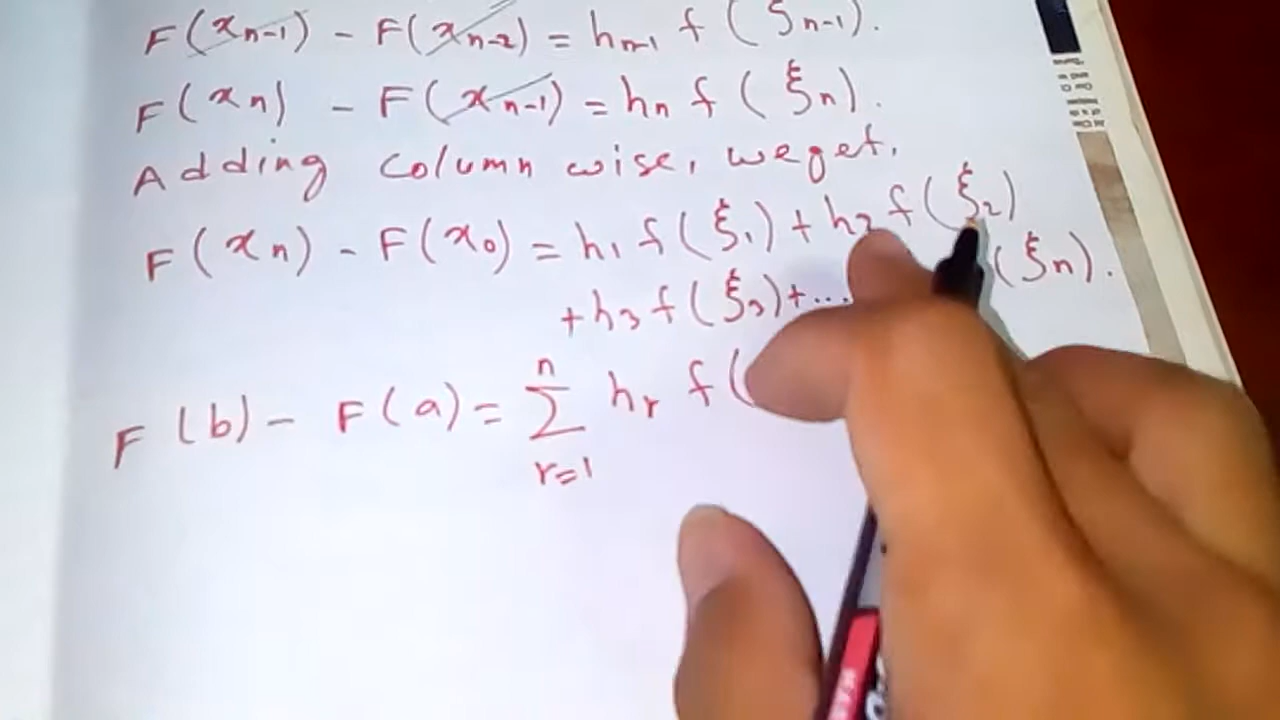 F(xₙ₋₁) - F(xₙ₋₂) = hₙ₋₁ f(ξₙ₋₁).
F(xₙ) - F(xₙ₋₁) = hₙ f(ξₙ).
Adding column wise, we get,
F(xₙ) - F(x₀) = h₁ f(ξ₁) + h₂ f(ξ₂)
+ h₃ f(ξ₃) + ... (ξₙ).
F(b) - F(a) = n Σ r=1 hᵣ f(